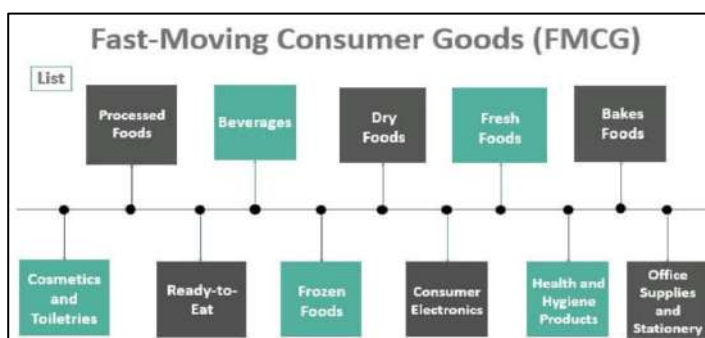 Fast-Moving Consumer Goods (FMCG)
List
Processed
Foods
Beverages
Dry
Foods
Fresh
Foods
Bakes
Foods
Cosmetics
and
Toiletries
Ready-to-
Eat
Frozen
Foods
Consumer
Electronics
Health and
Hygiene
Products
Office
Supplies
and
Stationery